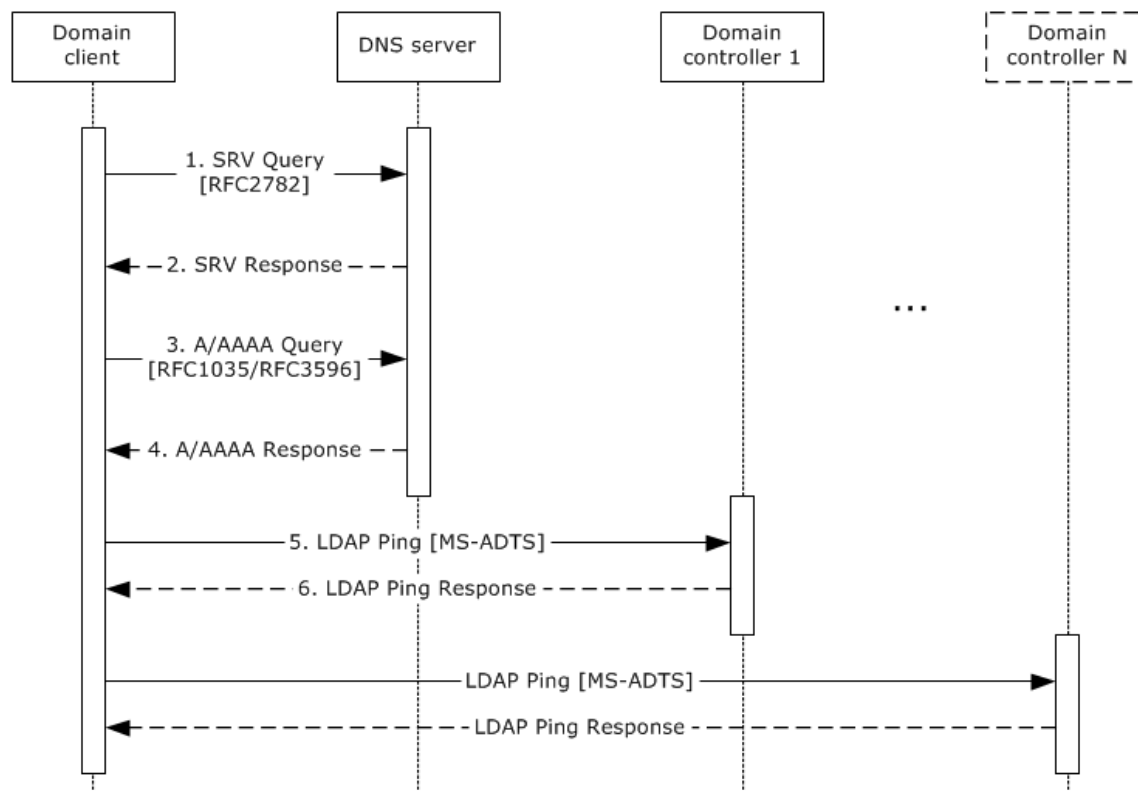 Domain
client
DNS server
Domain
controller 1
Domain
controller N
1. SRV Query
[RFC2782]
2. SRV Response
...
3. A/AAAA Query
[RFC1035/RFC3596]
4. A/AAAA Response
5. LDAP Ping [MS-ADTS]
6. LDAP Ping Response
LDAP Ping [MS-ADTS]
LDAP Ping Response